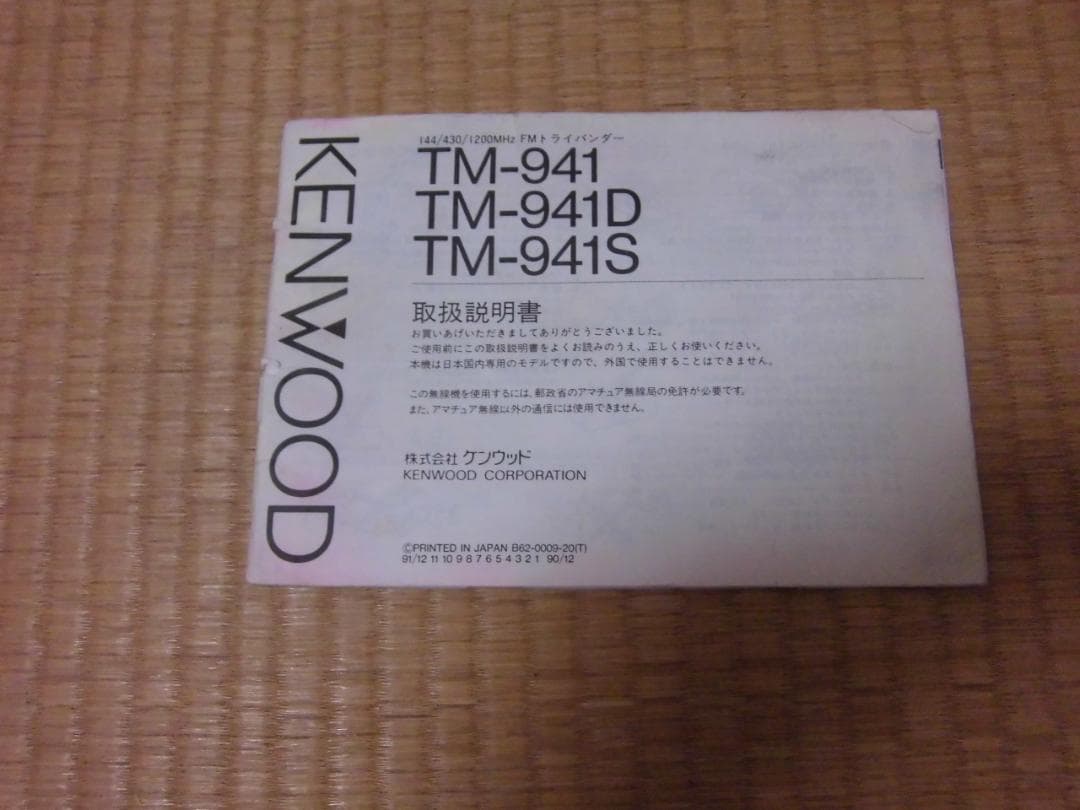 KENWOOD
144/430/1200MHz FMトライバンダー
TM-941
TM-941D
TM-941S
取扱説明書
お買いあげいただきましてありがとうございました。
ご使用前にこの取扱説明書をよくお読みのうえ、正しくお使いください。
本機は日本国内専用のモデルですので、外国で使用することはできません。
この無線機を使用するには、郵政省のアマチュア無線局の免許が必要です。
また、アマチュア無線以外の通信には使用できません。
株式会社 ケンウッド
KENWOOD CORPORATION
©PRINTED IN JAPAN B62-0009-20(T)
91/12 11 10 9 8 7 6 5 4 3 2 1 90/12